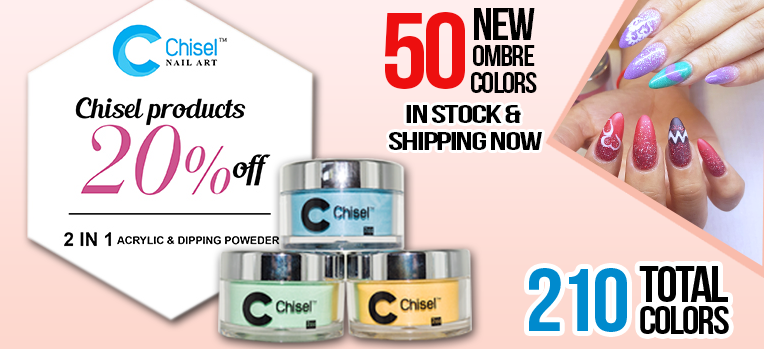 Chisel™
NAIL ART
Chisel products
20% off
2 IN 1 ACRYLIC & DIPPING POWEDER
50 NEW
OMBRE
COLORS
IN STOCK &
SHIPPING NOW
C Chisel™
C Chisel™
C Chisel™
210 TOTAL
COLORS